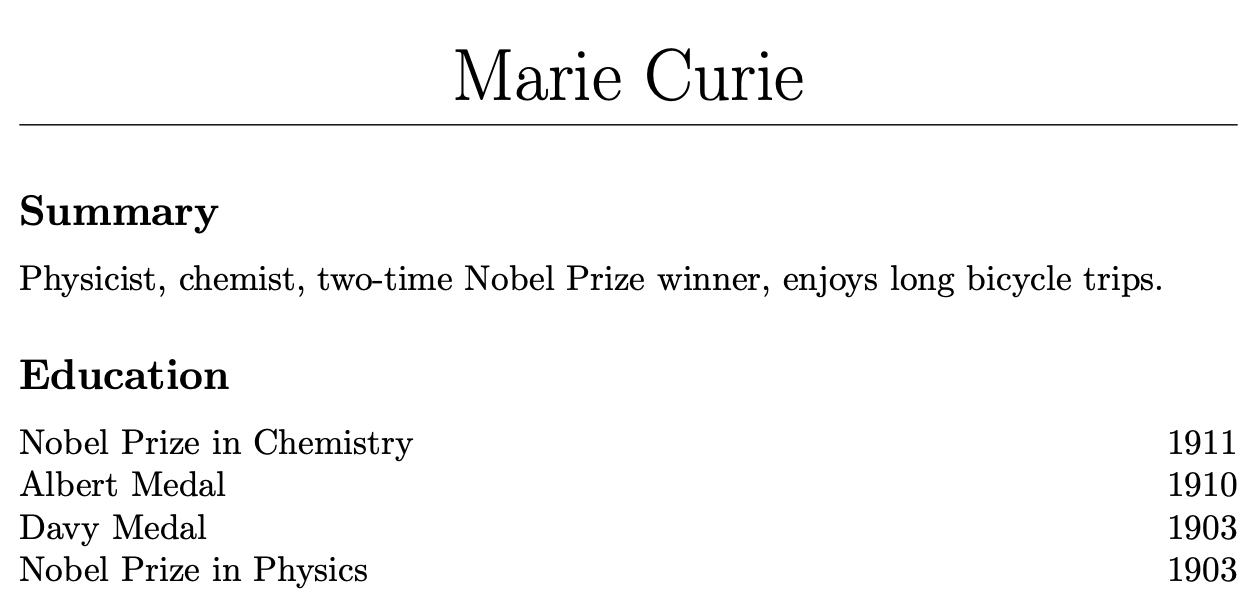 Marie Curie
Summary
Physicist, chemist, two-time Nobel Prize winner, enjoys long bicycle trips.
Education
Nobel Prize in Chemistry 1911
Albert Medal 1910
Davy Medal 1903
Nobel Prize in Physics 1903